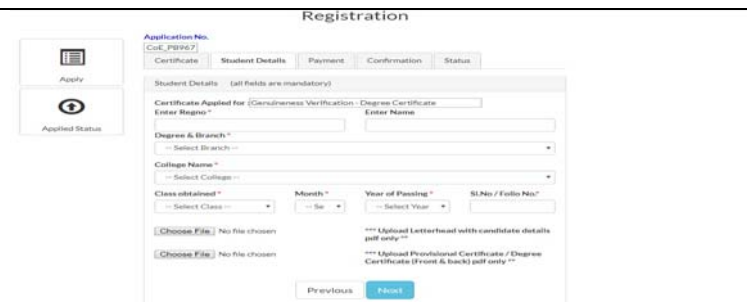 Registration
Application No.
CoE_PB967
Apply
Applied Status
Certificate Student Details Payment Confirmation Status
Student Details (all fields are mandatory)
Certificate Appied for :Genuineness Verification - Degree Certificate
Enter Regno * Enter Name
Degree & Branch *
-- Select Branch --
College Name *
-- Select College --
Class obtained * Month * Year of Passing * Sl.No / Folio No.*
-- Select Class -- -- Se -- Select Year
Choose File No file chosen *** Upload Letterhead with candidate details
pdf only **
Choose File No file chosen *** Upload Provisional Certificate / Degree
Certificate (Front & back) pdf only **
Previous Next